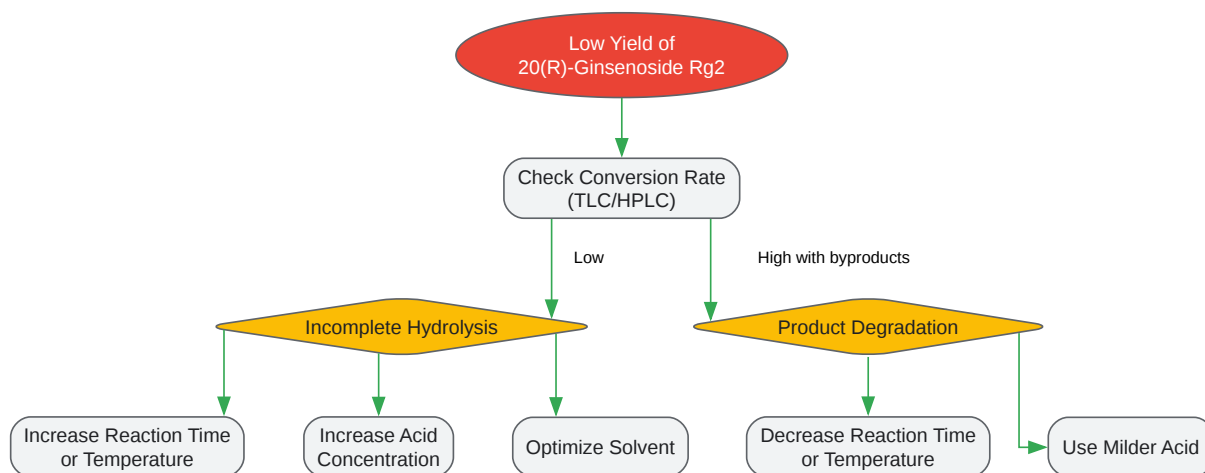 Low Yield of
20(R)-Ginsenoside Rg2
Check Conversion Rate
(TLC/HPLC)
Low
High with byproducts
Incomplete Hydrolysis
Product Degradation
Increase Reaction Time
or Temperature
Increase Acid
Concentration
Optimize Solvent
Decrease Reaction Time
or Temperature
Use Milder Acid